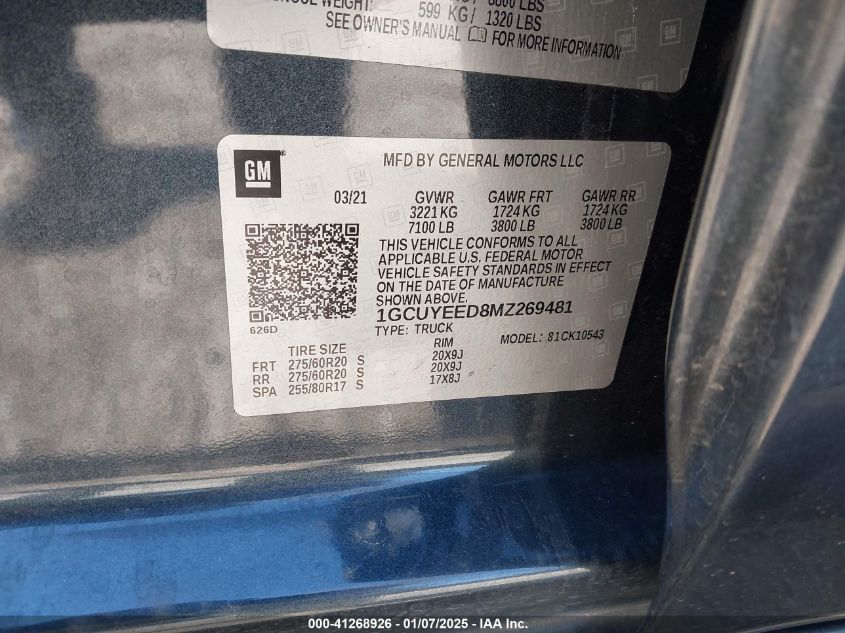 599 KG / 1320 LBS
SEE OWNER'S MANUAL FOR MORE INFORMATION
GM
MFD BY GENERAL MOTORS LLC
03/21 GVWR GAWR FRT GAWR RR
3221 KG 1724 KG 1724 KG
7100 LB 3800 LB 3800 LB
THIS VEHICLE CONFORMS TO ALL
APPLICABLE U.S. FEDERAL MOTOR
VEHICLE SAFETY STANDARDS IN EFFECT
ON THE DATE OF MANUFACTURE
SHOWN ABOVE
1GCUYEED8MZ269481
626D
TYPE: TRUCK MODEL: 81CK10543
TIRE SIZE RIM
FRT 275/60R20 S 20X9J
RR 275/60R20 S 20X9J
SPA 255/80R17 S 17X8J
000-41268926 - 01/07/2025 - IAA Inc.